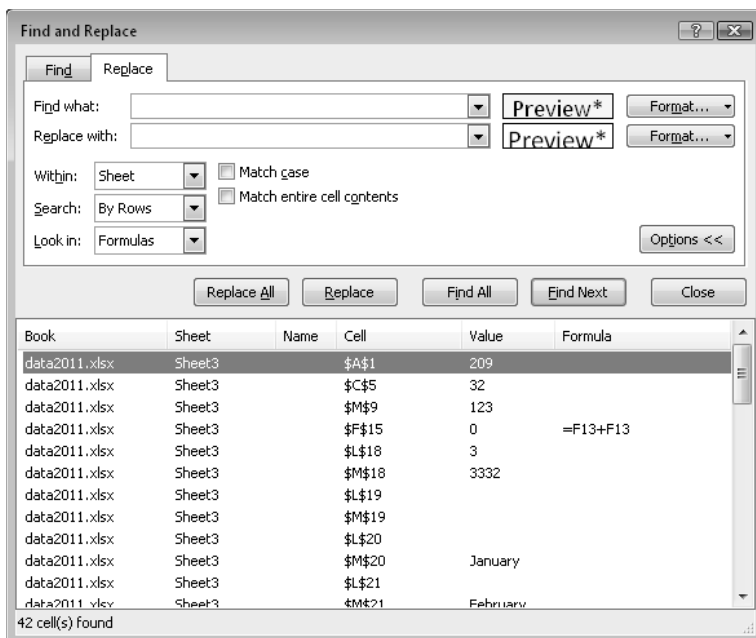 Find and Replace
Find Replace
Find what: Preview* Format...
Replace with: Preview* Format...
Within: Sheet Match case
Match entire cell contents
Search: By Rows
Look in: Formulas Options <<
Replace All Replace Find All Find Next Close
Book Sheet Name Cell Value Formula
data2011.xlsx Sheet3 $A$1 209
data2011.xlsx Sheet3 $C$5 32
data2011.xlsx Sheet3 $M$9 123
data2011.xlsx Sheet3 $F$15 0 =F13+F13
data2011.xlsx Sheet3 $L$18 3
data2011.xlsx Sheet3 $M$18 3332
data2011.xlsx Sheet3 $L$19
data2011.xlsx Sheet3 $M$19
data2011.xlsx Sheet3 $L$20
data2011.xlsx Sheet3 $M$20 January
data2011.xlsx Sheet3 $L$21
data2011.xlsx Sheet3 $M$21 February
42 cell(s) found